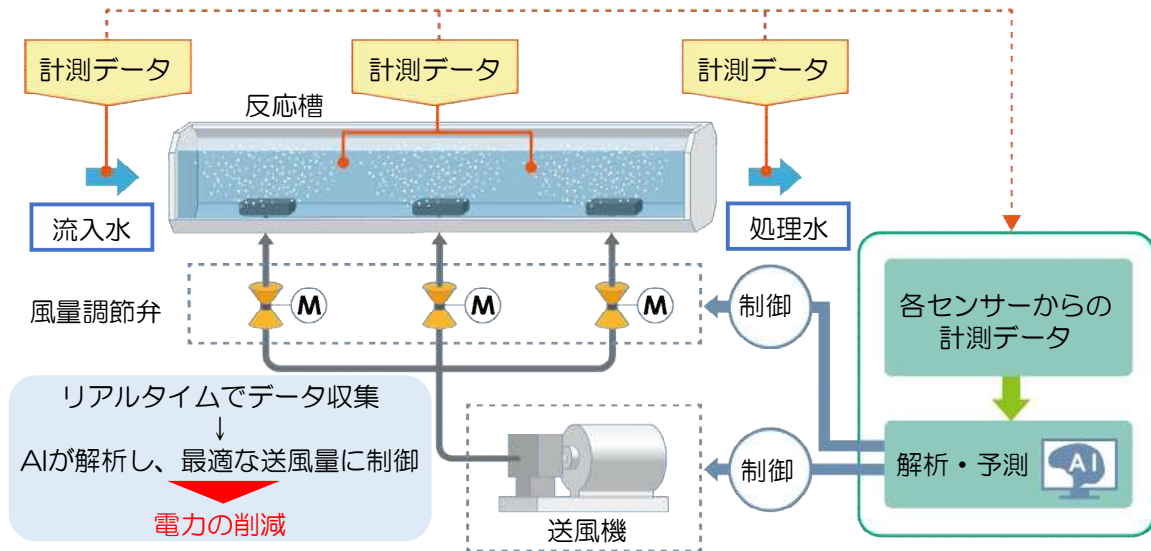 計測データ
計測データ
計測データ
反応槽
流入水
処理水
風量調節弁
M
M
M
制御
各センサーからの
計測データ
リアルタイムでデータ収集
↓
AIが解析し、最適な送風量に制御
電力の削減
制御
解析・予測
AI
送風機